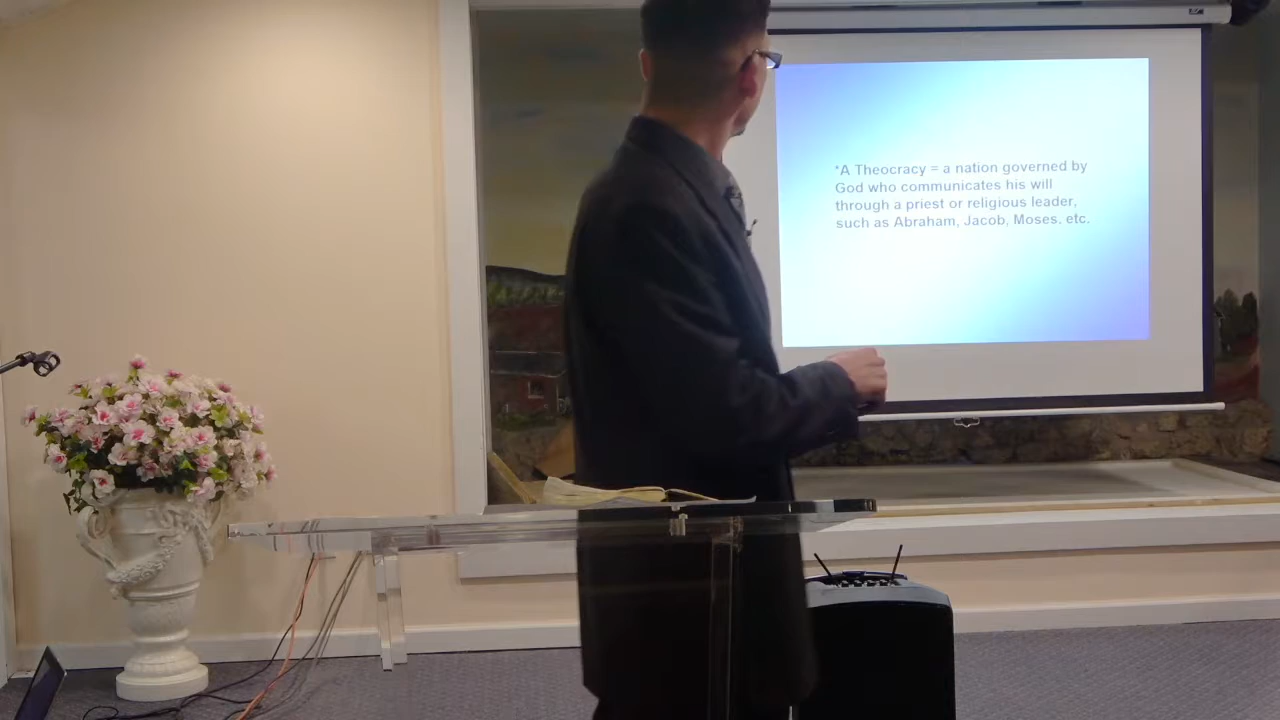 *A Theocracy = a nation governed by
God who communicates his will
through a priest or religious leader,
such as Abraham, Jacob, Moses. etc.